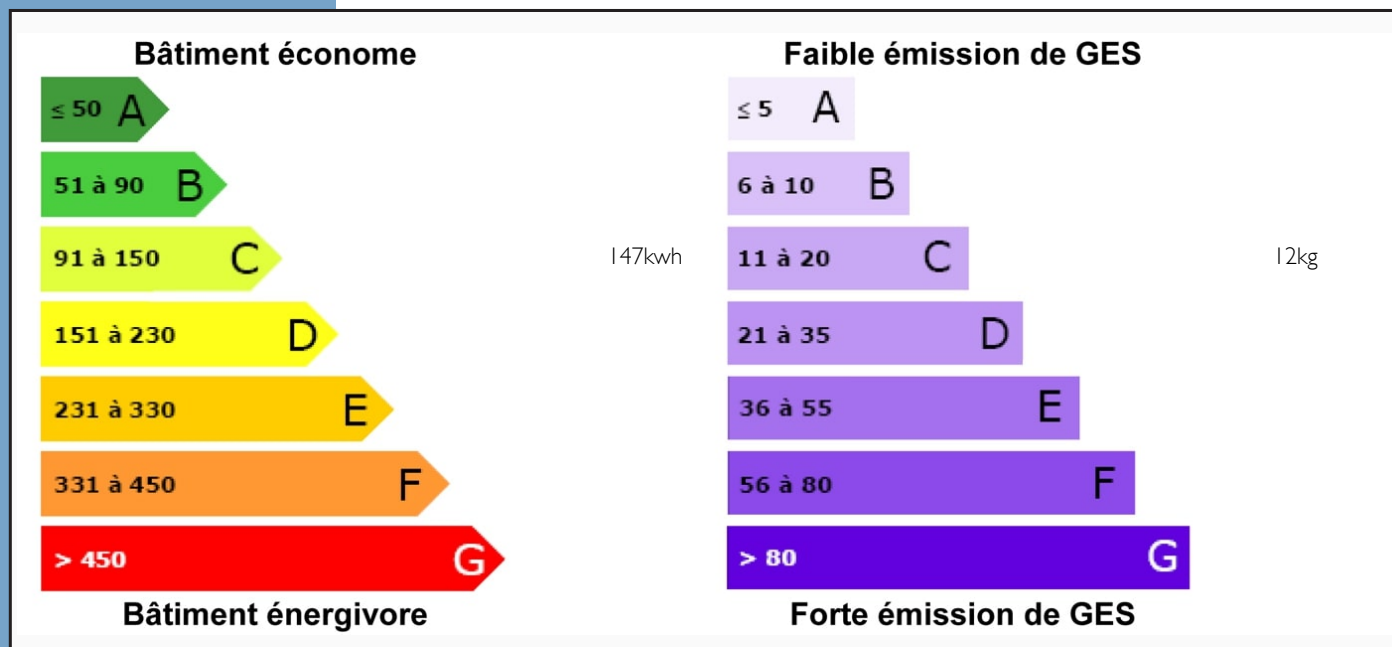 Bâtiment économe
≤ 50 A
51 à 90 B
91 à 150 C
147kwh
151 à 230 D
231 à 330 E
331 à 450 F
> 450 G
Bâtiment énergivore
Faible émission de GES
≤ 5 A
6 à 10 B
11 à 20 C
12kg
21 à 35 D
36 à 55 E
56 à 80 F
> 80 G
Forte émission de GES